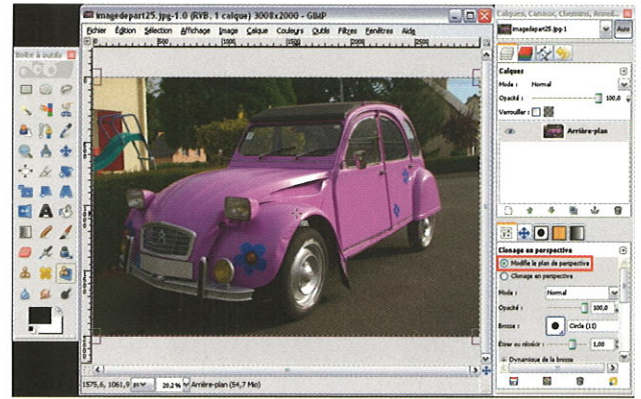 imagedepart25.jpg-1.0 (RVB, 1 calque) 3008x2000 - GIMP
Fichier Édition Sélection Affichage Image Calque Couleurs Outils Filtres Fenêtres Aide
Boîte à outils
Calques, Canaux, Chemins, Annul...
imagedepart25.jpg-1
Auto
Calques
Mode : Normal
Opacité : 100,0
Verrouiller :
Arrière-plan
Clonage en perspective
Modifie le plan de perspective
Clonage en perspective
Mode : Normal
Opacité : 100,0
Brosse : Circle (11)
Étirer ou rétrécir : 1,00
Dynamique de la brosse
1575,6, 1061,9 px 20,2% Arrière-plan (54,7 Mio)